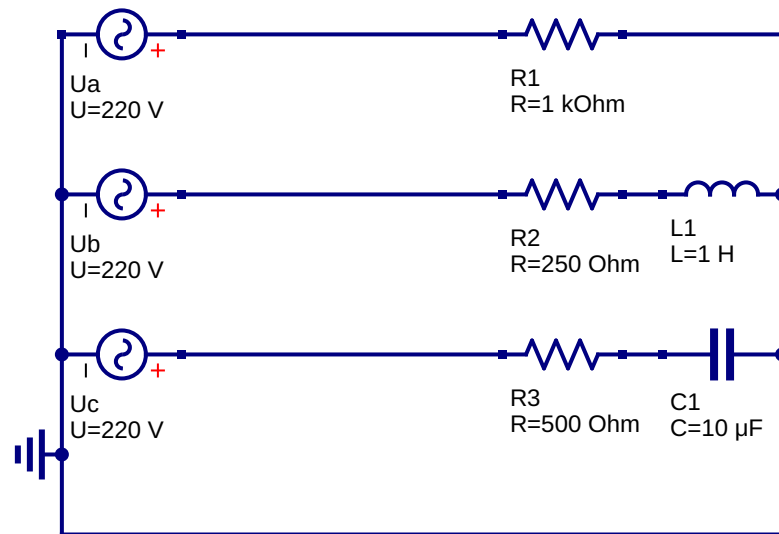 Ua
U=220 V
R1
R=1 kOhm
Ub
U=220 V
R2
R=250 Ohm
L1
L=1 H
Uc
U=220 V
R3
R=500 Ohm
C1
C=10 µF